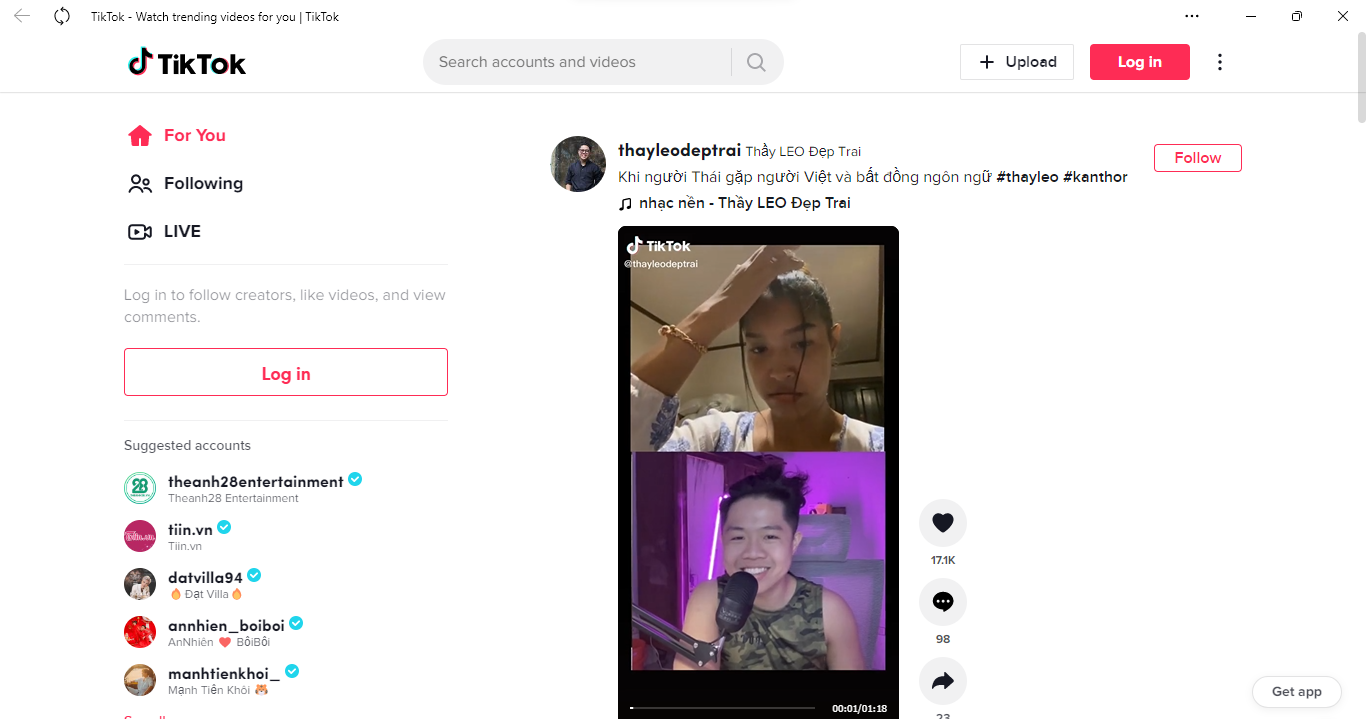 TikTok - Watch trending videos for you | TikTok
TikTok
Search accounts and videos
Upload
Log in
For You
Following
LIVE
Log in to follow creators, like videos, and view
comments.
Log in
Suggested accounts
theanh28entertainment
Theanh28 Entertainment
tiin.vn
Tiin.vn
datvilla94
🔥Đạt Villa🔥
annhien_boiboi
AnNhiên ❤️ BôiBôi
manhtienkhoi_
Mạnh Tiến Khôi 🐹
thayleodeptrai Thầy LEO Đẹp Trai
Follow
Khi người Thái gặp người Việt và bất đồng ngôn ngữ #thayleo #kanthor
nhạc nền - Thầy LEO Đẹp Trai
TikTok
@thayleodeptrai
17.1K
98
23
00:01/01:18
Get app